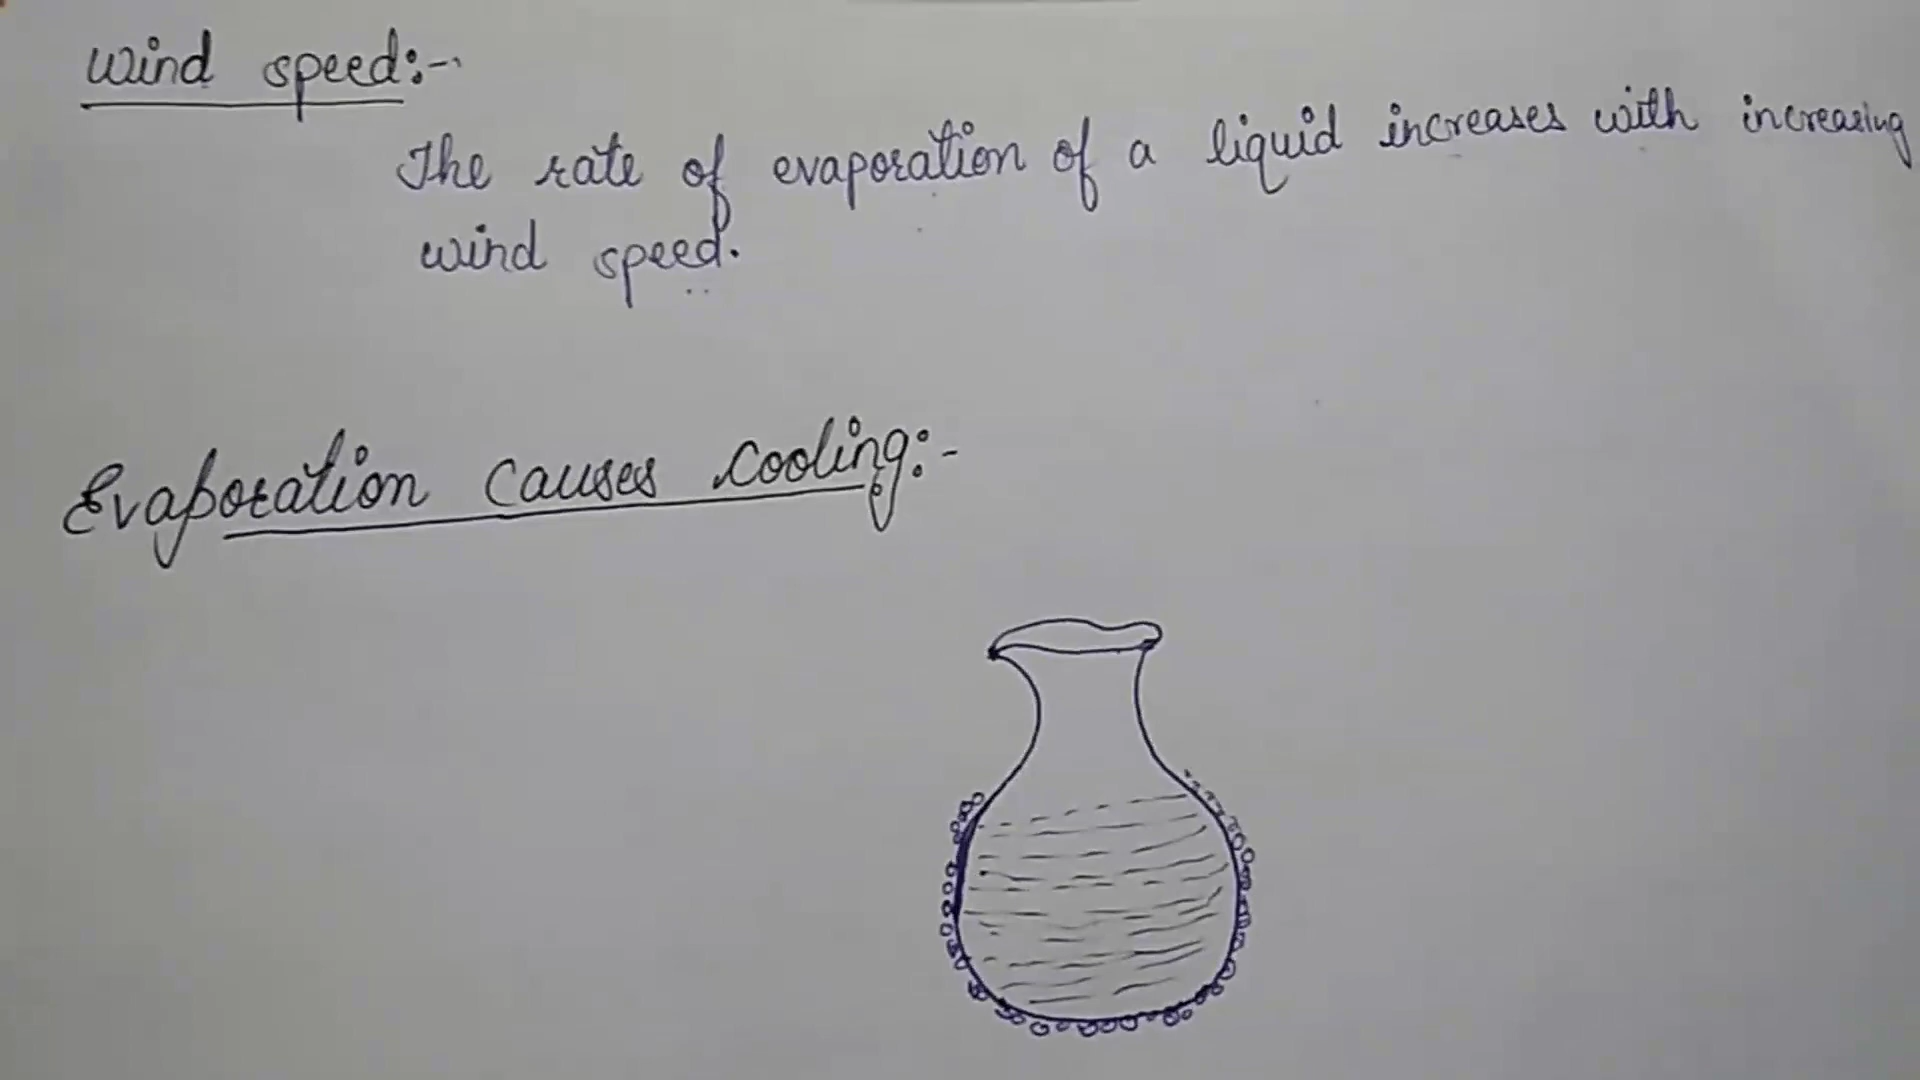 Wind speed:-
The rate of evaporation of a liquid increases with increasing
wind speed.
Evaporation causes cooling:-